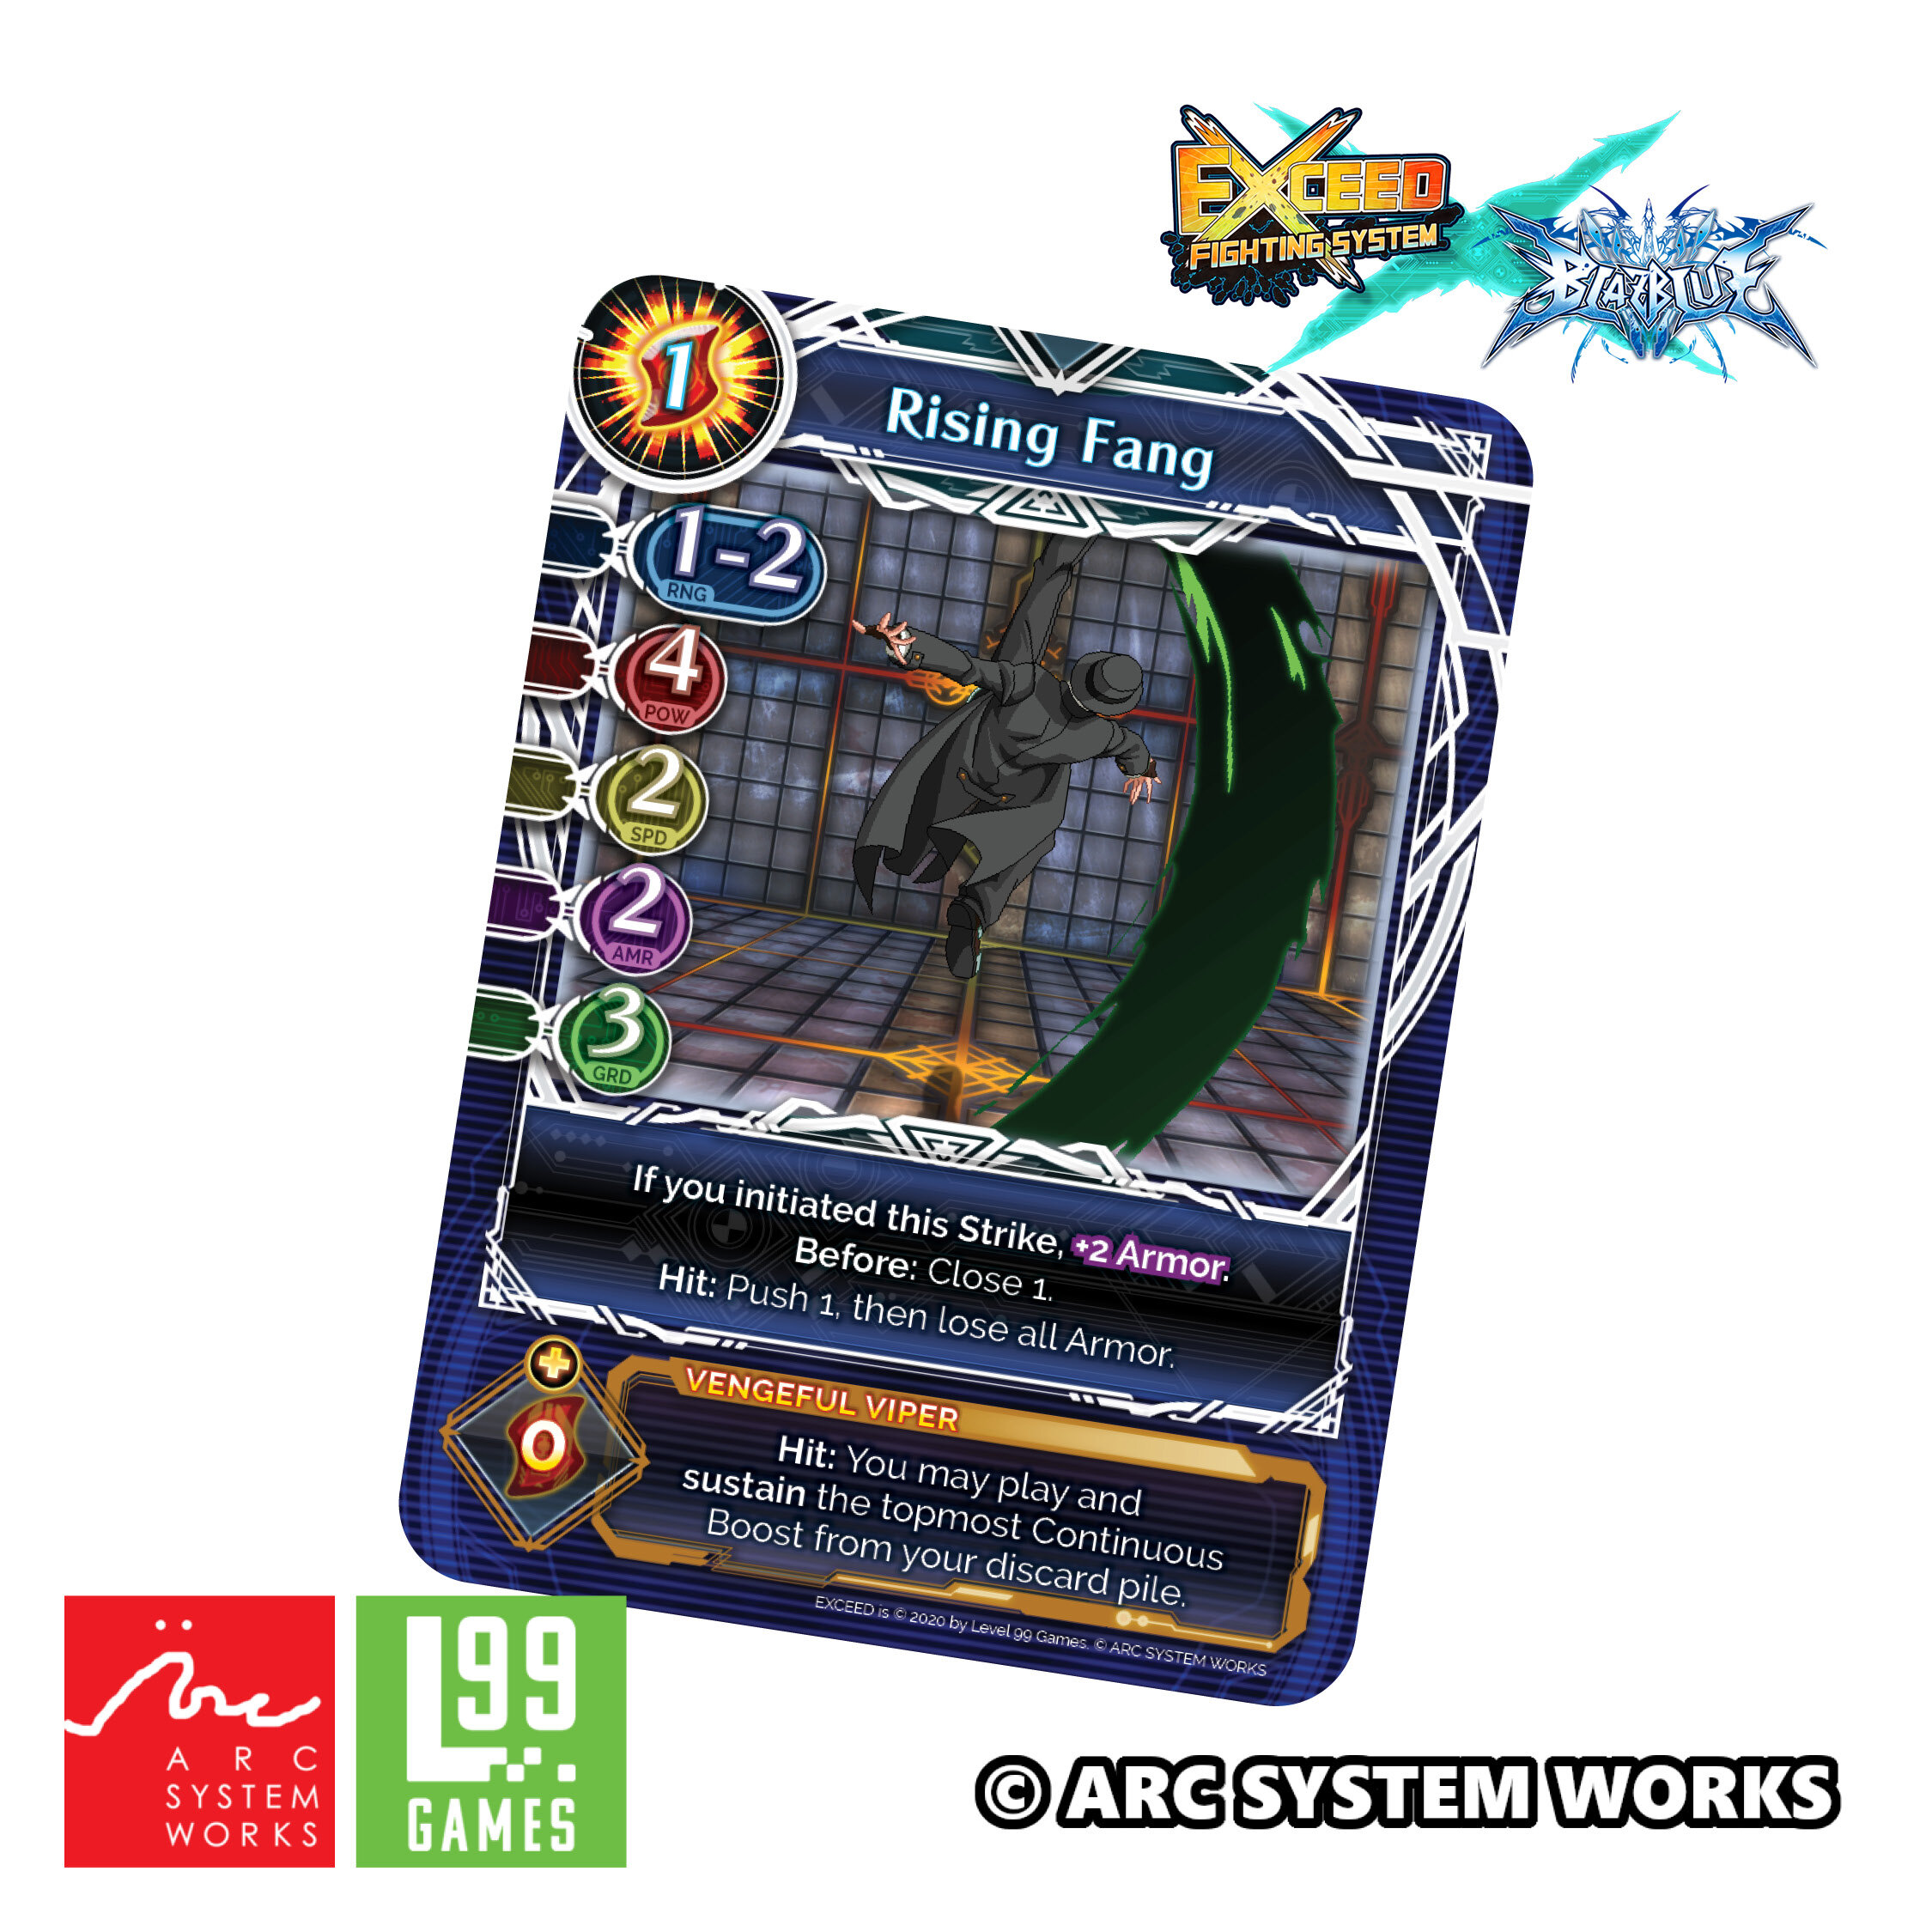 EXCEED
FIGHTING SYSTEM
BLAZBLUE
1
Rising Fang
1-2
RNG
4
POW
2
SPD
2
AMR
3
GRD
If you initiated this Strike, +2 Armor.
Before: Close 1.
Hit: Push 1, then lose all Armor.
+
0
VENGEFUL VIPER
Hit: You may play and
sustain the topmost Continuous
Boost from your discard pile.
EXCEED is © 2020 by Level 99 Games. © ARC SYSTEM WORKS
Arc
ARC
SYSTEM
WORKS
L99
GAMES
© ARC SYSTEM WORKS